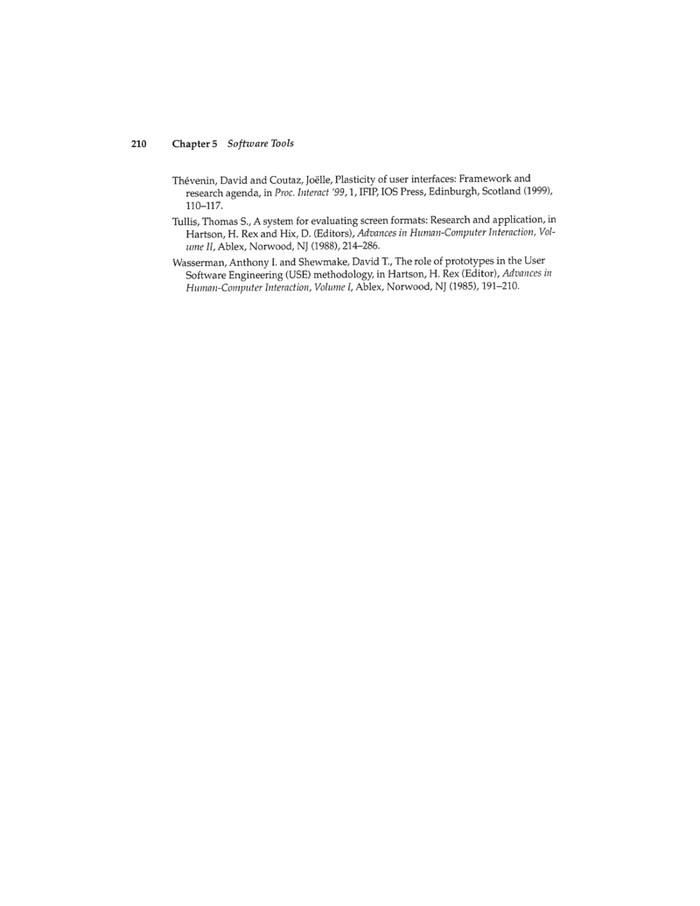 210 Chapter 5 Software Tools
Thévenin, David and Coutaz, Joëlle, Plasticity of user interfaces: Framework and
research agenda, in Proc. Interact '99, 1, IFIP, IOS Press, Edinburgh, Scotland (1999),
110–117.
Tullis, Thomas S., A system for evaluating screen formats: Research and application, in
Hartson, H. Rex and Hix, D. (Editors), Advances in Human-Computer Interaction, Vol-
ume II, Ablex, Norwood, NJ (1988), 214–286.
Wasserman, Anthony I. and Shewmake, David T., The role of prototypes in the User
Software Engineering (USE) methodology, in Hartson, H. Rex (Editor), Advances in
Human-Computer Interaction, Volume I, Ablex, Norwood, NJ (1985), 191–210.